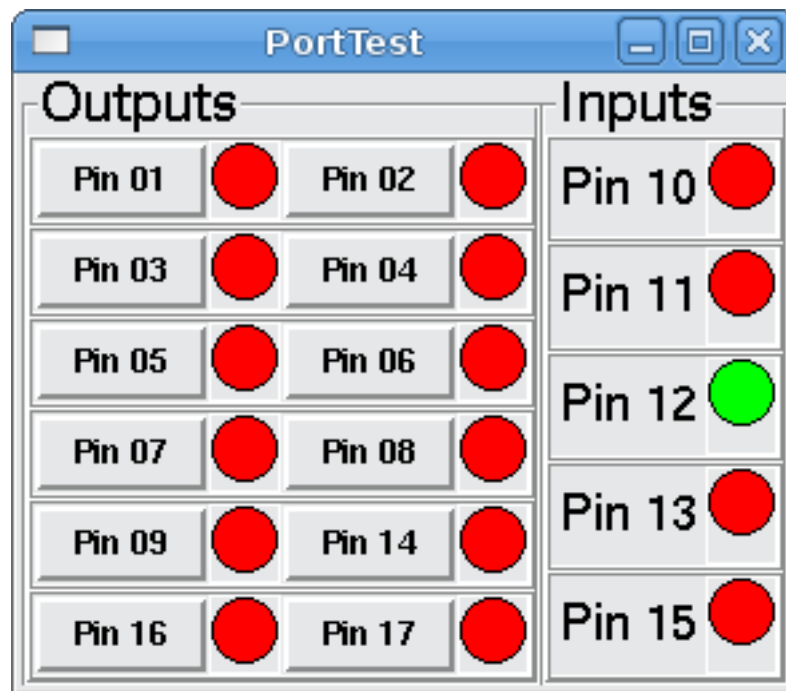 PortTest
Outputs
Pin 01 Pin 02
Pin 03 Pin 04
Pin 05 Pin 06
Pin 07 Pin 08
Pin 09 Pin 14
Pin 16 Pin 17
Inputs
Pin 10
Pin 11
Pin 12
Pin 13
Pin 15